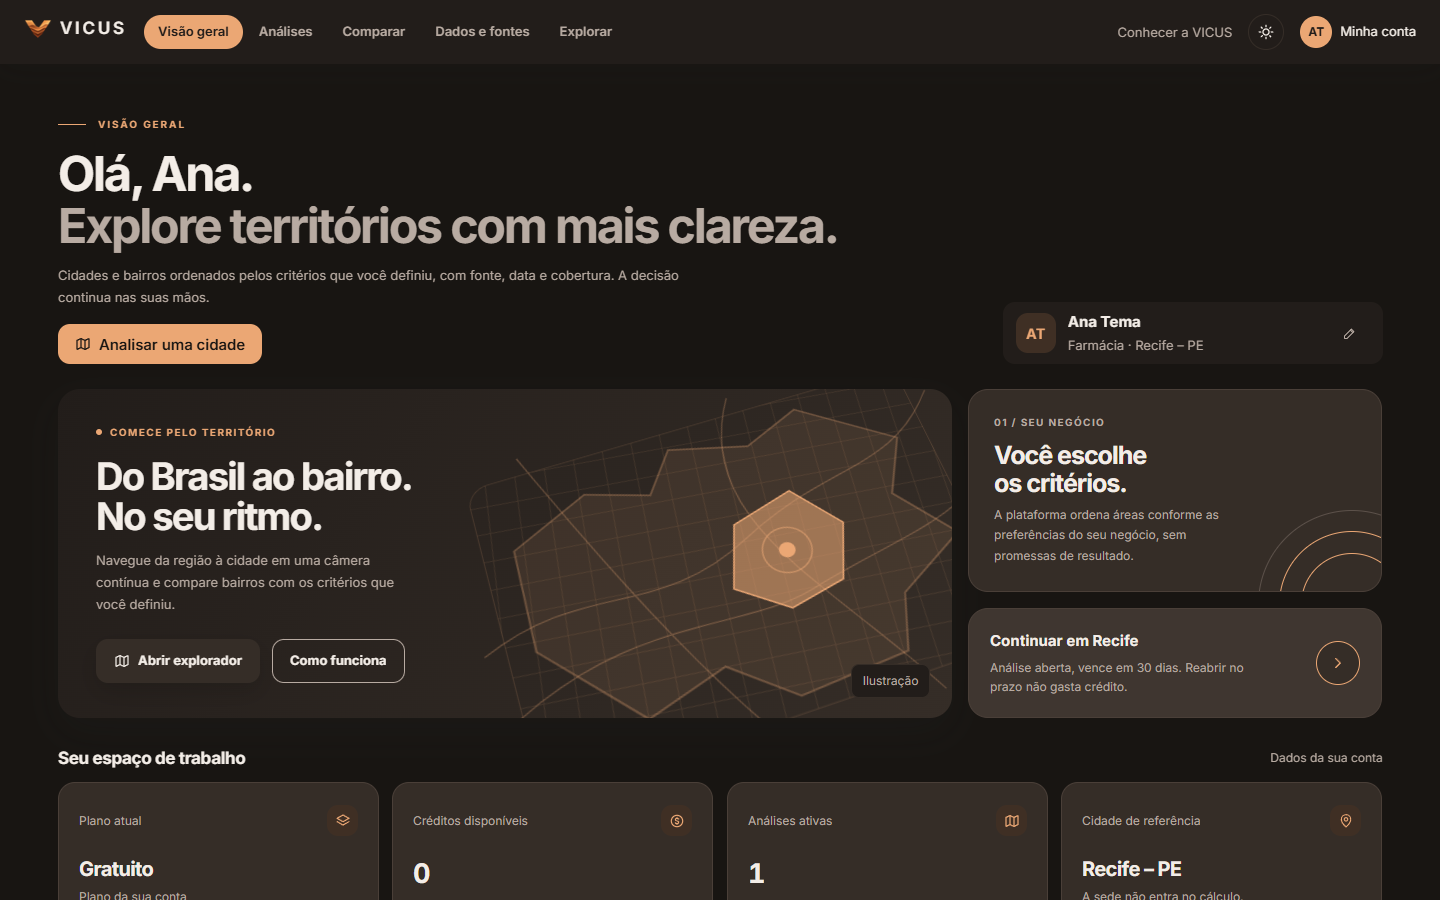 VICUS
Visão geral
Análises
Comparar
Dados e fontes
Explorar
Conhecer a VICUS
AT
Minha conta
VISÃO GERAL
Olá, Ana.
Explore territórios com mais clareza.
Cidades e bairros ordenados pelos critérios que você definiu, com fonte, data e cobertura. A decisão
continua nas suas mãos.
Analisar uma cidade
AT
Ana Tema
Farmácia · Recife – PE
COMECE PELO TERRITÓRIO
Do Brasil ao bairro.
No seu ritmo.
Navegue da região à cidade em uma câmera
contínua e compare bairros com os critérios que
você definiu.
Abrir explorador
Como funciona
Ilustração
01 / SEU NEGÓCIO
Você escolhe
os critérios.
A plataforma ordena áreas conforme as
preferências do seu negócio, sem
promessas de resultado.
Continuar em Recife
Análise aberta, vence em 30 dias. Reabrir no
prazo não gasta crédito.
Seu espaço de trabalho
Dados da sua conta
Plano atual
Gratuito
Plano da sua conta
Créditos disponíveis
0
Análises ativas
1
Cidade de referência
Recife – PE
A sede não entra no cálculo.